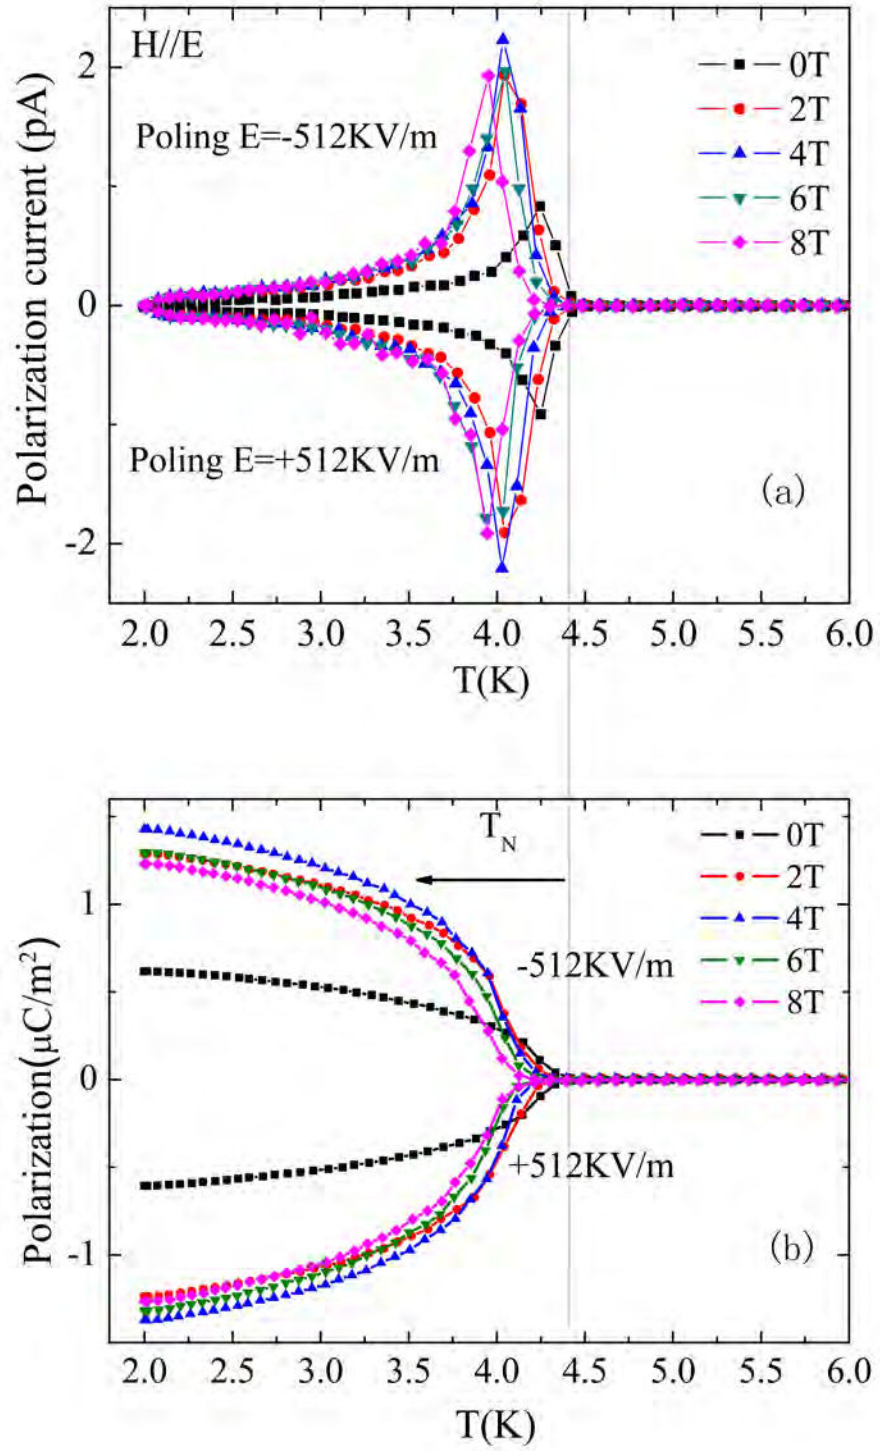 H//E
Poling E=-512KV/m
Poling E=+512KV/m
0T
2T
4T
6T
8T
(a)
Polarization current (pA)
2
0
-2
2.0 2.5 3.0 3.5 4.0 4.5 5.0 5.5 6.0
T(K)
T_N
-512KV/m
+512KV/m
0T
2T
4T
6T
8T
(b)
Polarization(μC/m²)
1
0
-1
2.0 2.5 3.0 3.5 4.0 4.5 5.0 5.5 6.0
T(K)